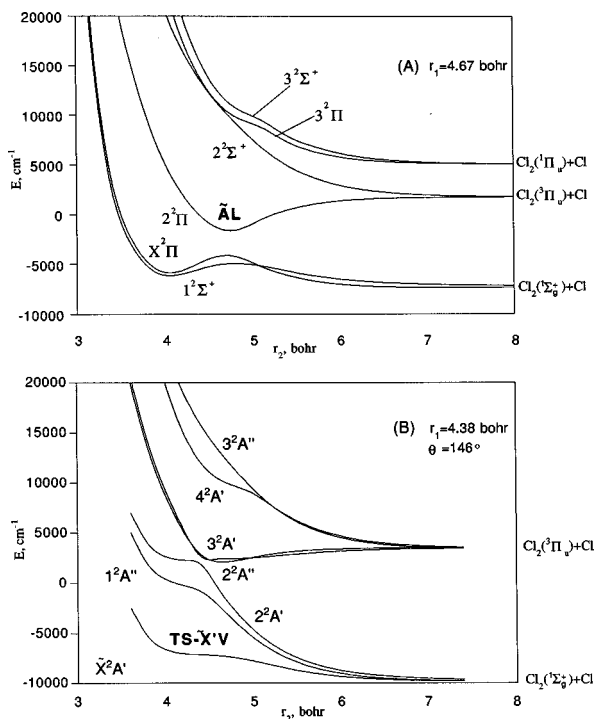 20000
(A) r₁=4.67 bohr
15000
3²Σ⁺
10000
3²Π
2²Σ⁺
E, cm⁻¹
5000
Cl₂(¹Πᵤ)+Cl
Cl₂(³Πᵤ)+Cl
0
2²Π
ÃL
X²Π
-5000
1²Σ⁺
Cl₂(¹Σg⁺)+Cl
-10000
3 4 5 6 7 8
r₂, bohr
20000
(B) r₁=4.38 bohr
θ =146°
15000
3²A''
10000
4²A'
E, cm⁻¹
5000
3²A'
Cl₂(³Πᵤ)+Cl
1²A''
2²A''
0
2²A'
-5000
TS-X̃'V
X̃²A'
-10000
Cl₂(¹Σg⁺)+Cl
3 4 5 6 7 8
r₂, bohr